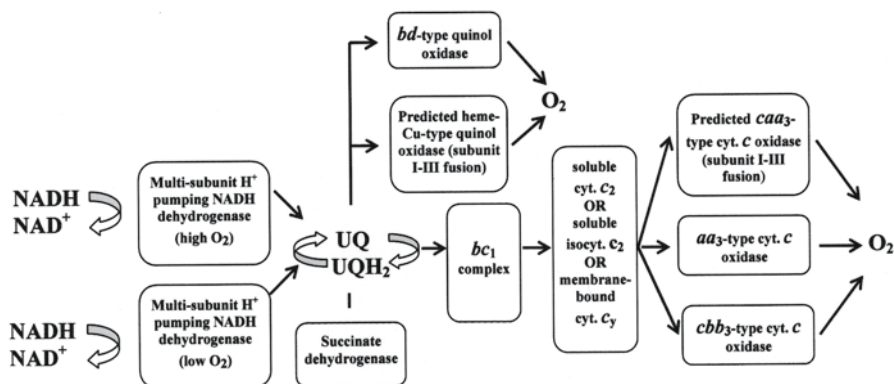 bd-type quinol
oxidase
O₂
Predicted heme-
Cu-type quinol
oxidase (subunit
I-III fusion)
NADH
NAD⁺
Multi-subunit H⁺
pumping NADH
dehydrogenase
(high O₂)
NADH
NAD⁺
Multi-subunit H⁺
pumping NADH
dehydrogenase
(low O₂)
UQ
UQH₂
Succinate
dehydrogenase
bc₁
complex
soluble
cyt. c₂
OR
soluble
isocyt. c₂
OR
membrane-
bound
cyt. cy
Predicted caa₃-
type cyt. c oxidase
(subunit I-III
fusion)
aa₃-type cyt. c
oxidase
cbb₃-type cyt. c
oxidase
O₂